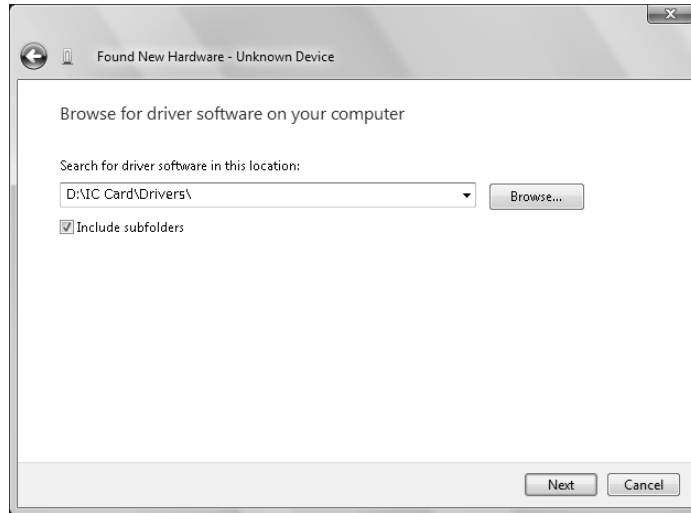 Found New Hardware - Unknown Device
Browse for driver software on your computer
Search for driver software in this location:
D:\IC Card\Drivers\
Browse...
Include subfolders
Next
Cancel